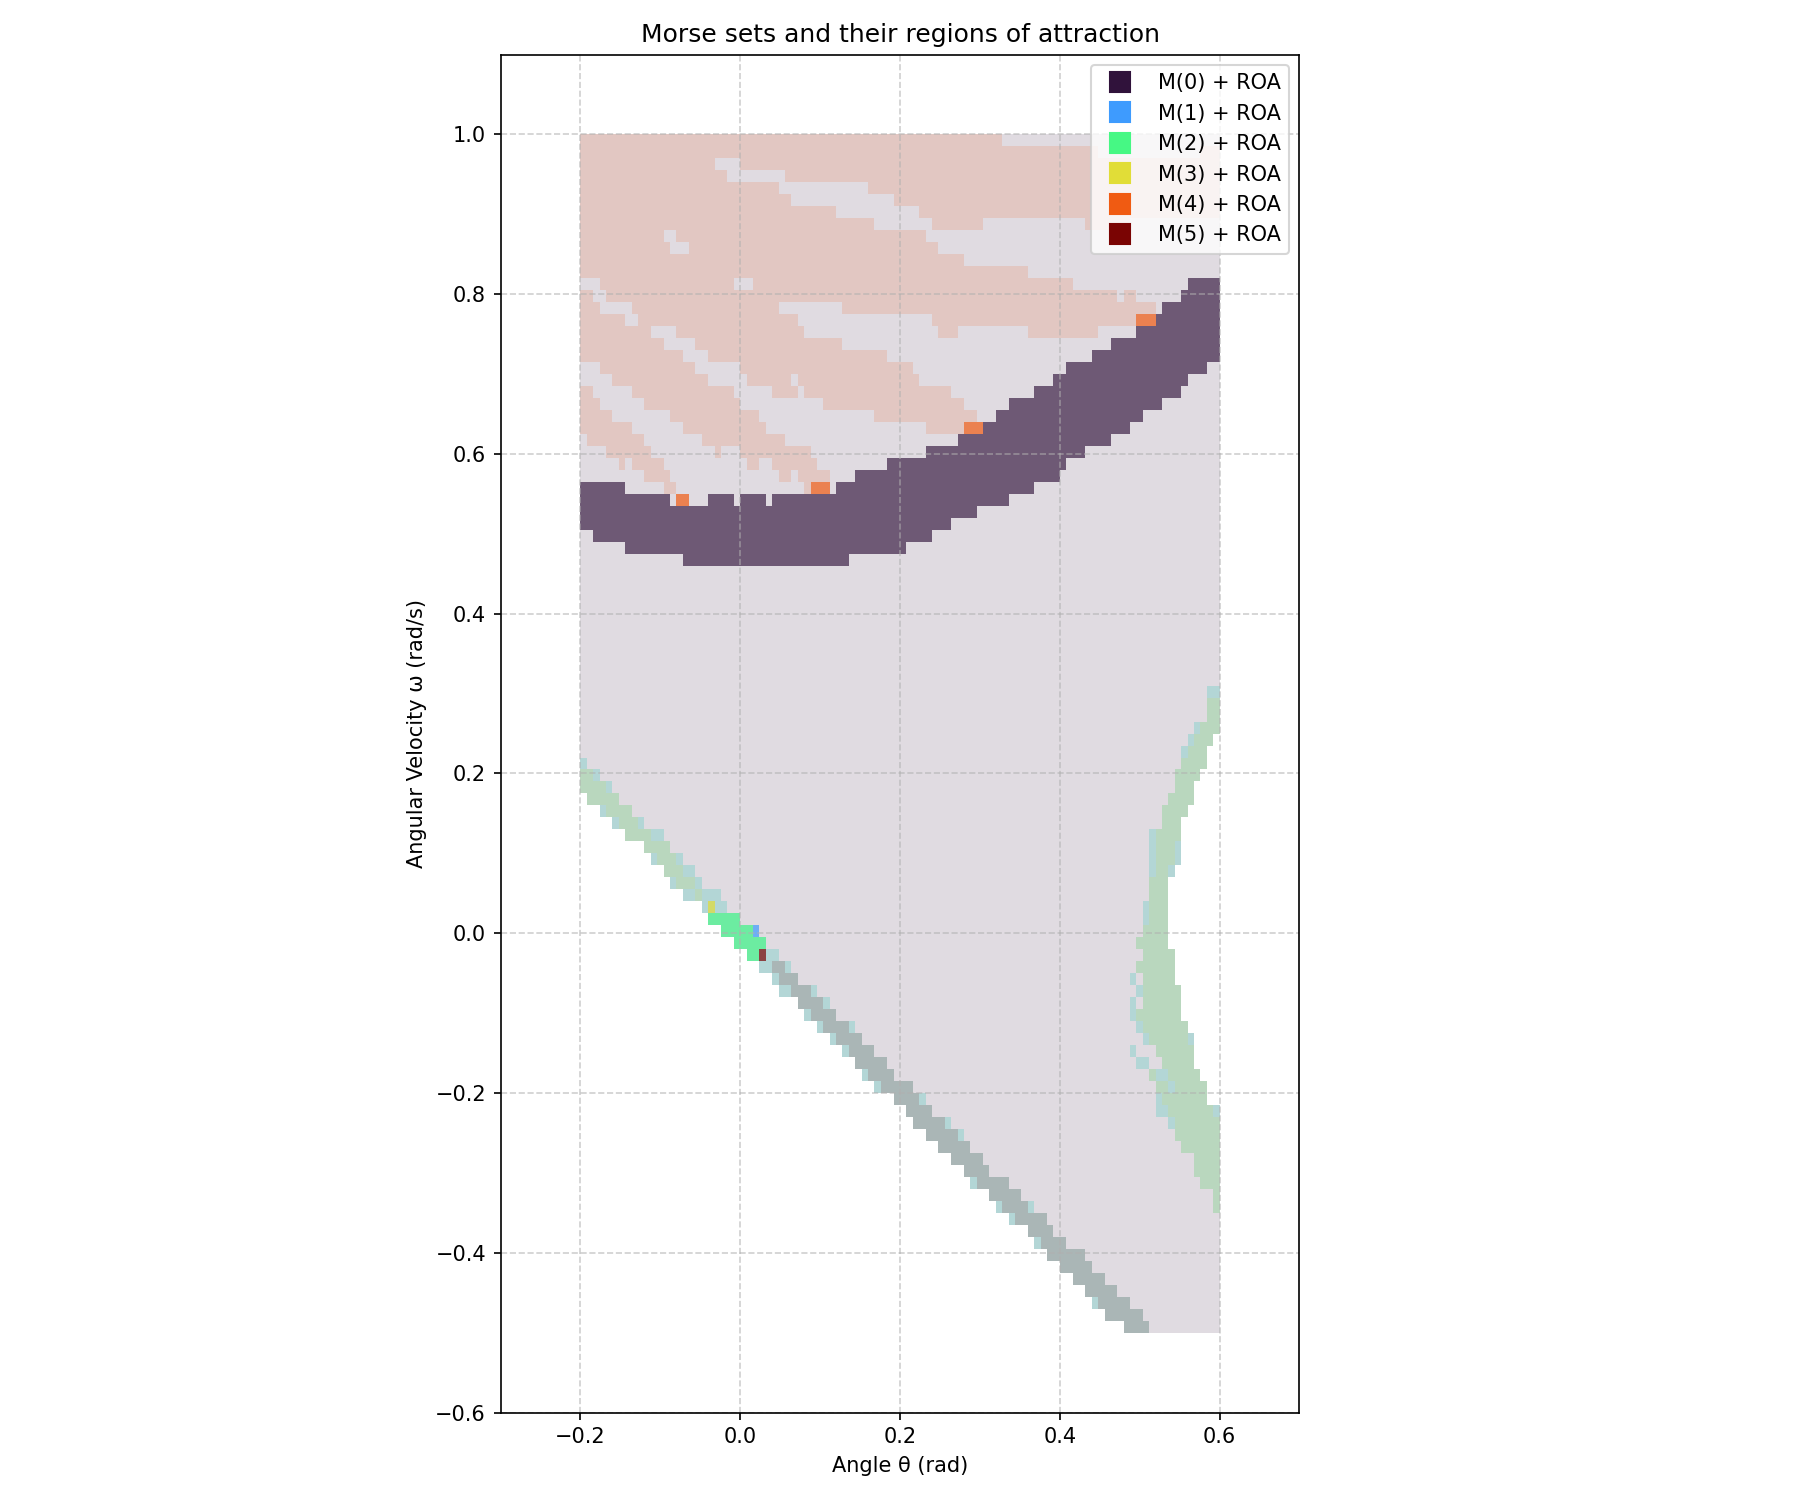 Morse sets and their regions of attraction
M(0) + ROA
M(1) + ROA
M(2) + ROA
M(3) + ROA
M(4) + ROA
M(5) + ROA
1.0
0.8
0.6
0.4
0.2
0.0
−0.2
−0.4
−0.6
Angular Velocity ω (rad/s)
−0.2 0.0 0.2 0.4 0.6
Angle θ (rad)